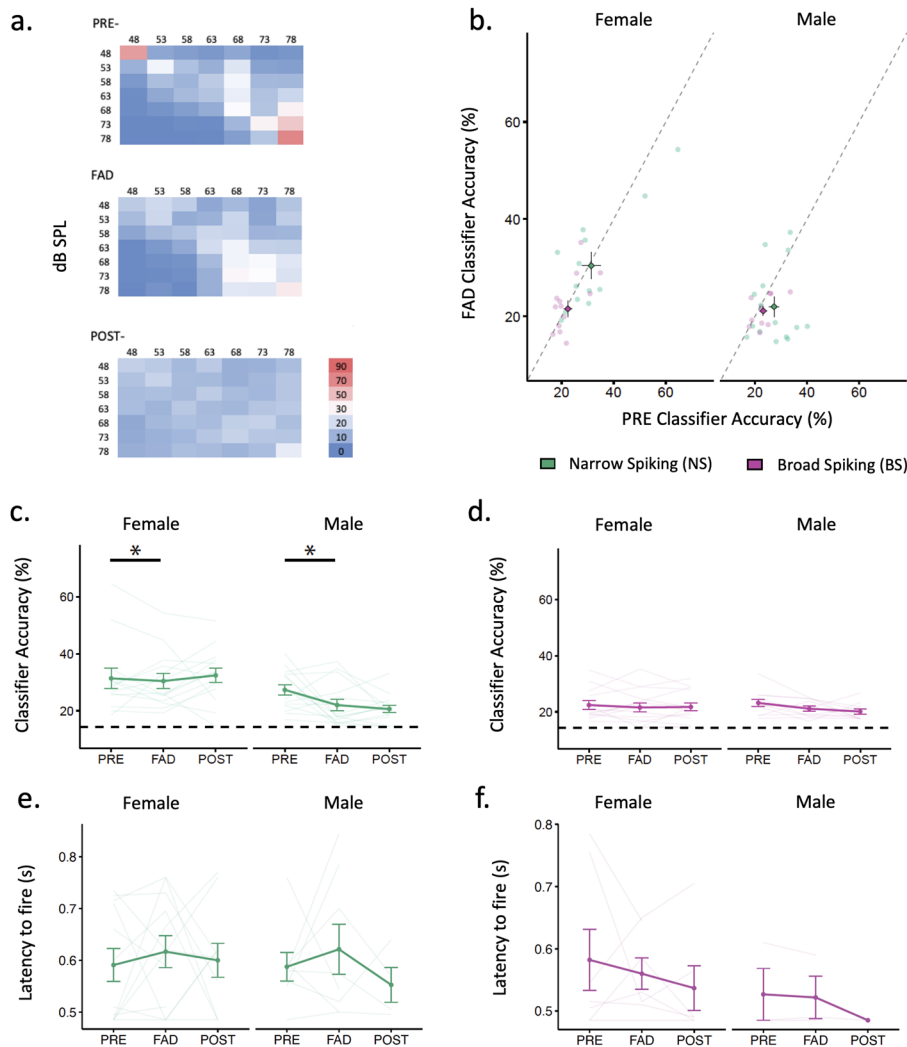 a.
PRE-
48 53 58 63 68 73 78
48
53
58
63
68
73
78
FAD
48 53 58 63 68 73 78
48
53
58
63
68
73
78
dB SPL
POST-
48 53 58 63 68 73 78
48
53
58
63
68
73
78
90
70
50
30
20
10
0
b.
Female Male
FAD Classifier Accuracy (%)
60
40
20
20 40 60 20 40 60
PRE Classifier Accuracy (%)
Narrow Spiking (NS) Broad Spiking (BS)
c.
Female Male
Classifier Accuracy (%)
60
40
20
* *
PRE FAD POST PRE FAD POST
d.
Female Male
Classifier Accuracy (%)
60
40
20
PRE FAD POST PRE FAD POST
e.
Female Male
Latency to fire (s)
0.8
0.7
0.6
0.5
PRE FAD POST PRE FAD POST
f.
Female Male
Latency to fire (s)
0.8
0.7
0.6
0.5
PRE FAD POST PRE FAD POST